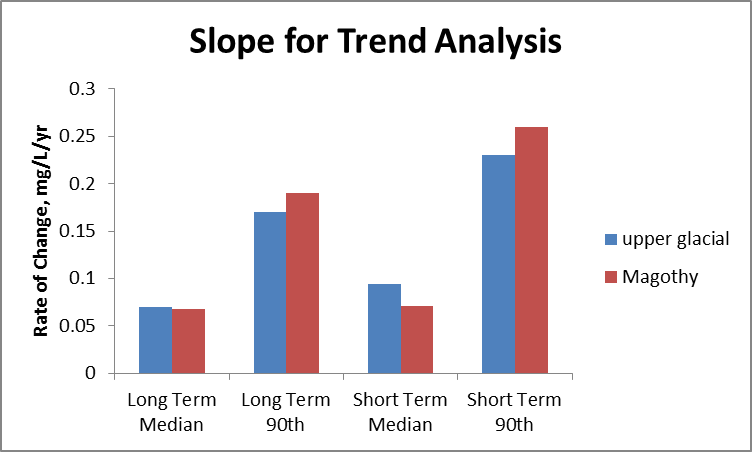 Slope for Trend Analysis
Rate of Change, mg/L/yr
0.3
0.25
0.2
0.15
0.1
0.05
0
Long Term
Median
Long Term
90th
Short Term
Median
Short Term
90th
upper glacial
Magothy